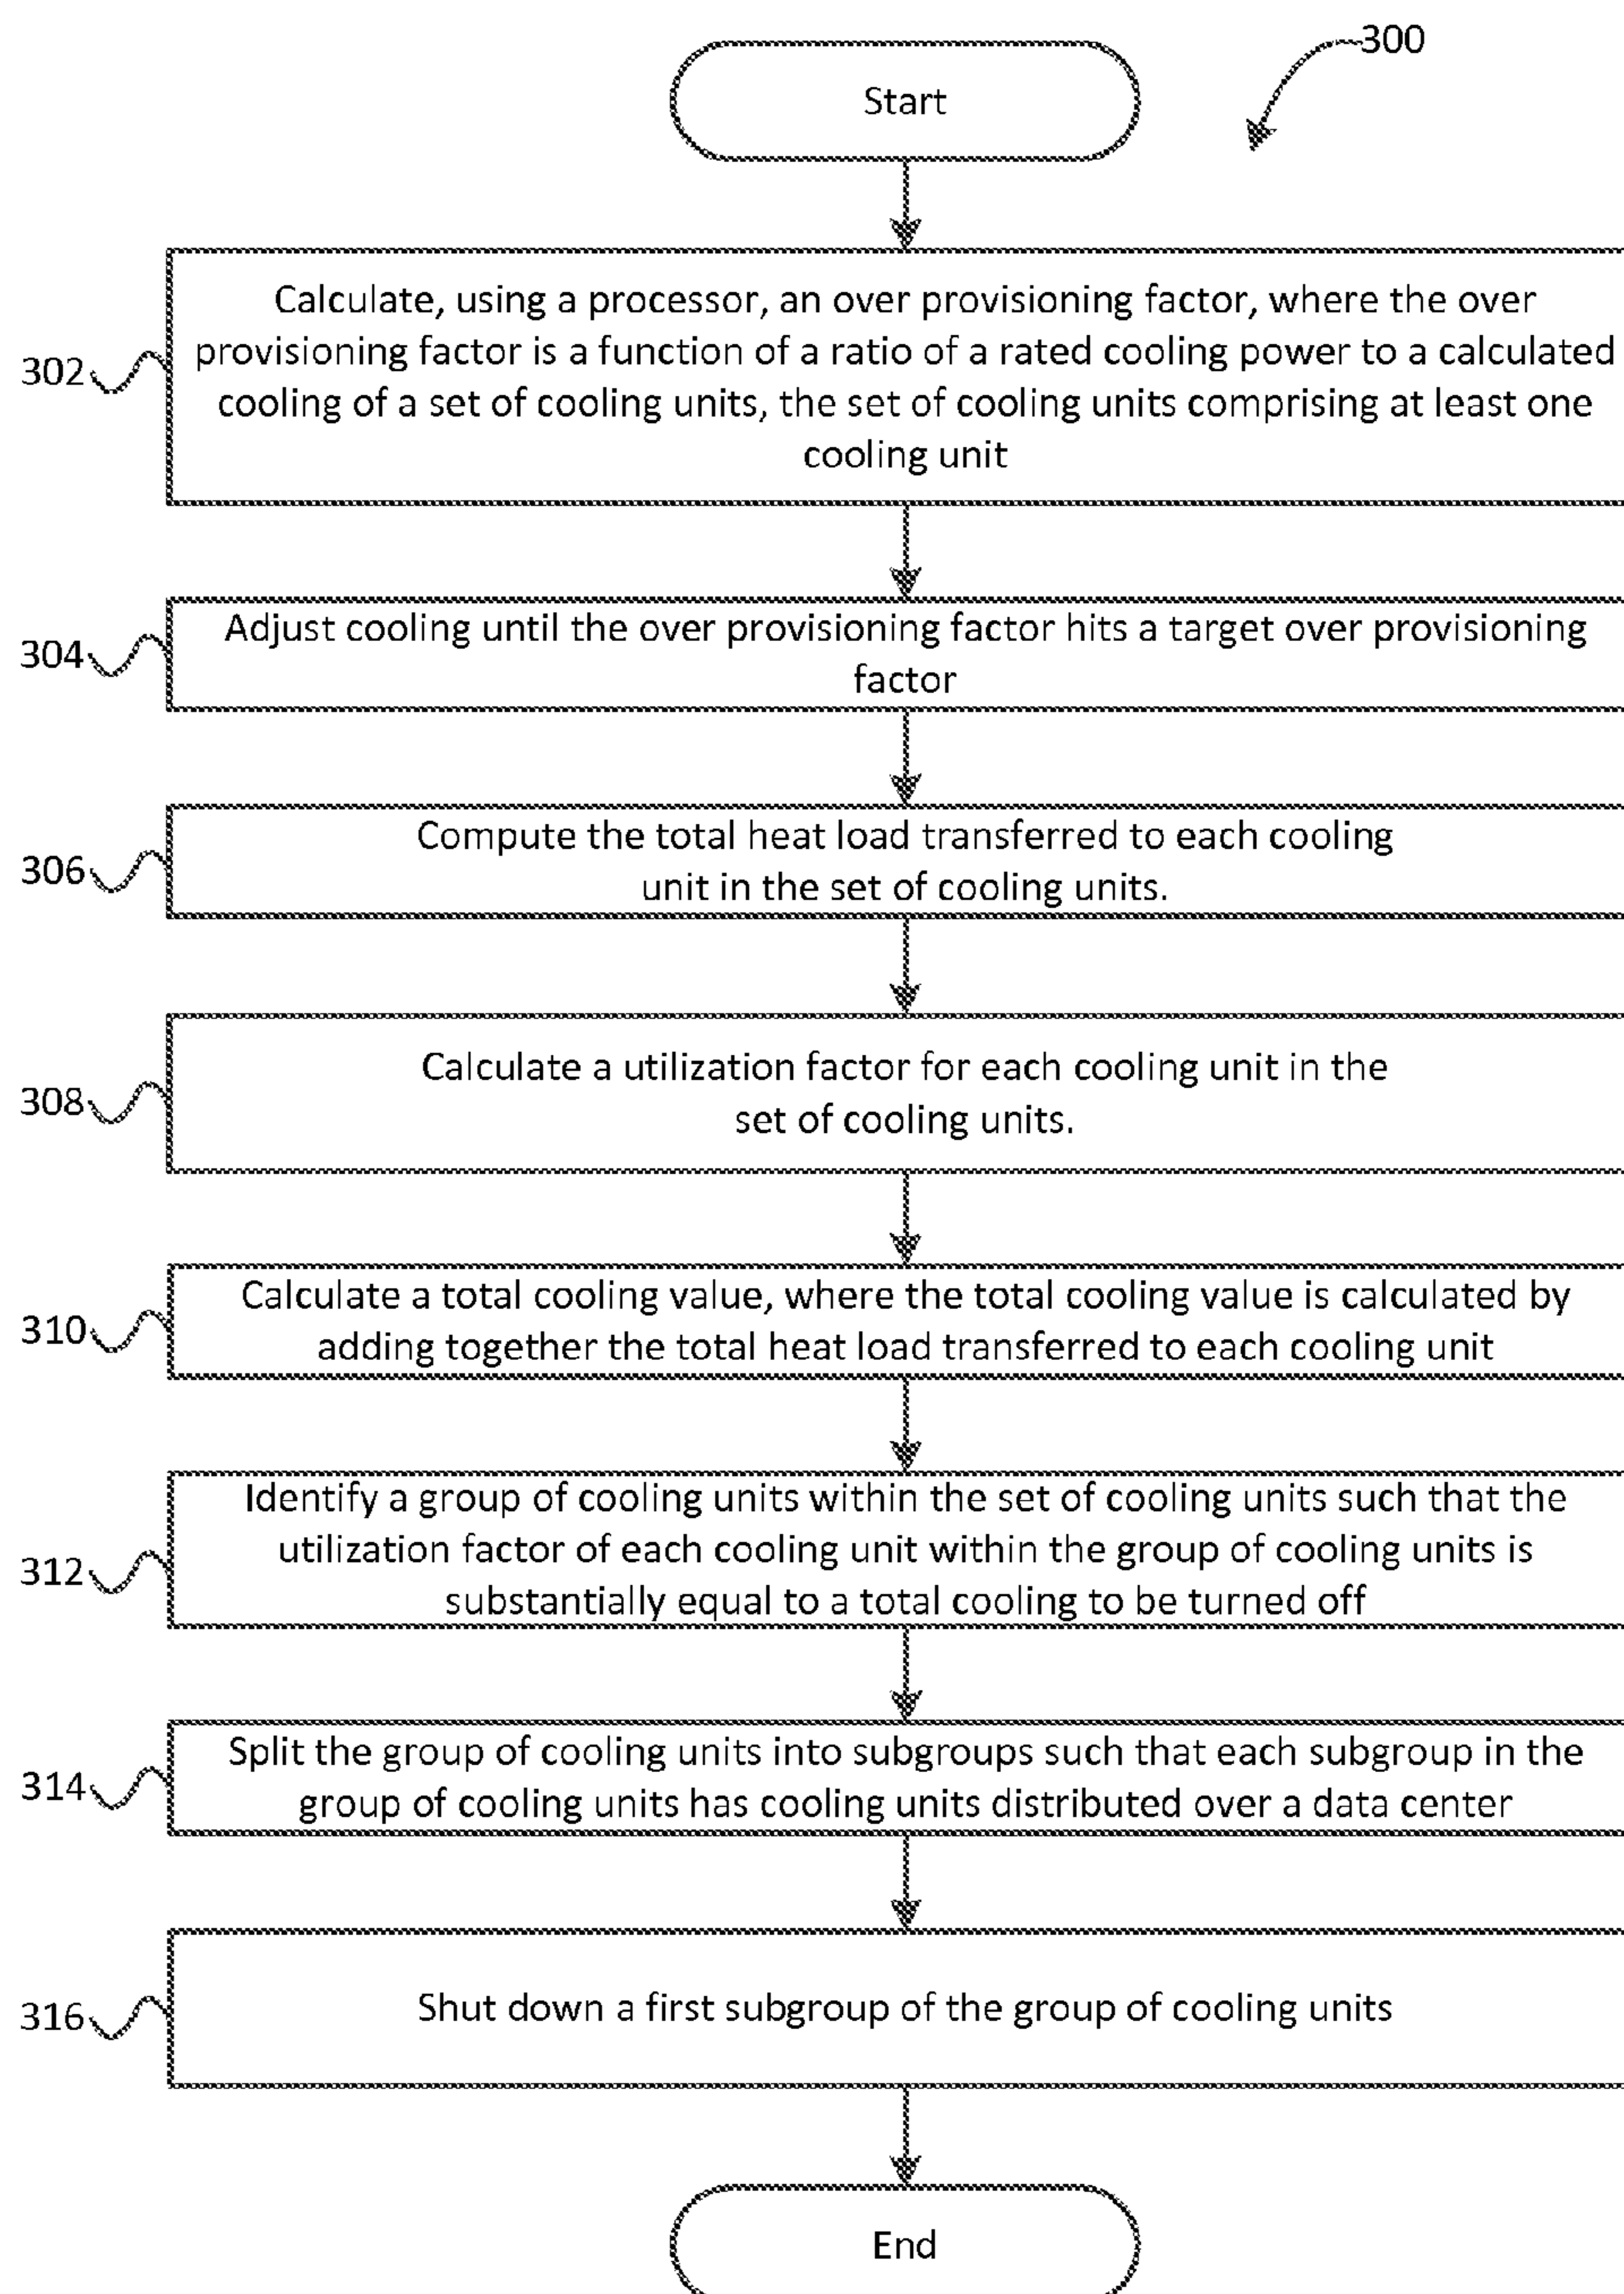 300
Start
302
Calculate, using a processor, an over provisioning factor, where the over
provisioning factor is a function of a ratio of a rated cooling power to a calculated
cooling of a set of cooling units, the set of cooling units comprising at least one
cooling unit
304
Adjust cooling until the over provisioning factor hits a target over provisioning
factor
306
Compute the total heat load transferred to each cooling
unit in the set of cooling units.
308
Calculate a utilization factor for each cooling unit in the
set of cooling units.
310
Calculate a total cooling value, where the total cooling value is calculated by
adding together the total heat load transferred to each cooling unit
312
Identify a group of cooling units within the set of cooling units such that the
utilization factor of each cooling unit within the group of cooling units is
substantially equal to a total cooling to be turned off
314
Split the group of cooling units into subgroups such that each subgroup in the
group of cooling units has cooling units distributed over a data center
316
Shut down a first subgroup of the group of cooling units
End